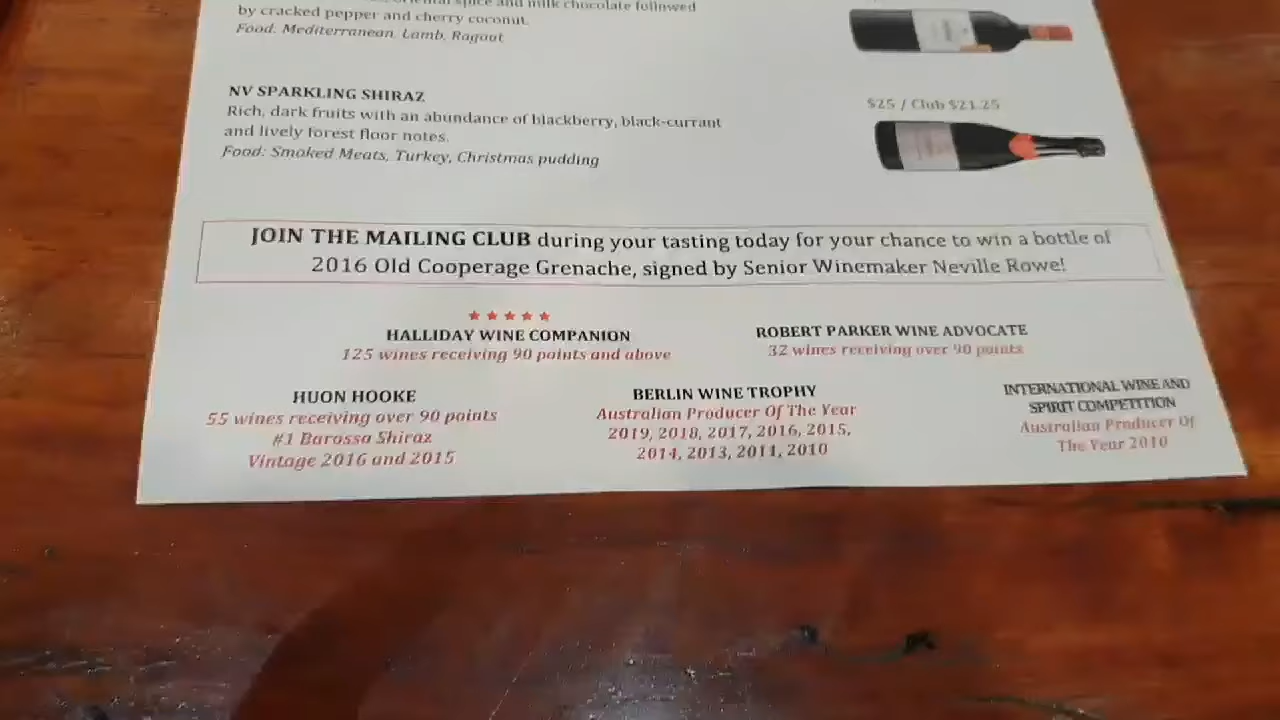 spice and milk chocolate followed
by cracked pepper and cherry coconut.
Food: Mediterranean, Lamb, Ragout
NV SPARKLING SHIRAZ
$25 / Club $21.25
Rich, dark fruits with an abundance of blackberry, black-currant
and lively forest floor notes.
Food: Smoked Meats, Turkey, Christmas pudding
JOIN THE MAILING CLUB during your tasting today for your chance to win a bottle of
2016 Old Cooperage Grenache, signed by Senior Winemaker Neville Rowe!
HALLIDAY WINE COMPANION
125 wines receiving 90 points and above
ROBERT PARKER WINE ADVOCATE
32 wines receiving over 90 points
HUON HOOKE
55 wines receiving over 90 points
#1 Barossa Shiraz
Vintage 2016 and 2015
BERLIN WINE TROPHY
Australian Producer Of The Year
2019, 2018, 2017, 2016, 2015,
2014, 2013, 2011, 2010
INTERNATIONAL WINE AND
SPIRIT COMPETITION
Australian Producer Of
The Year 2010